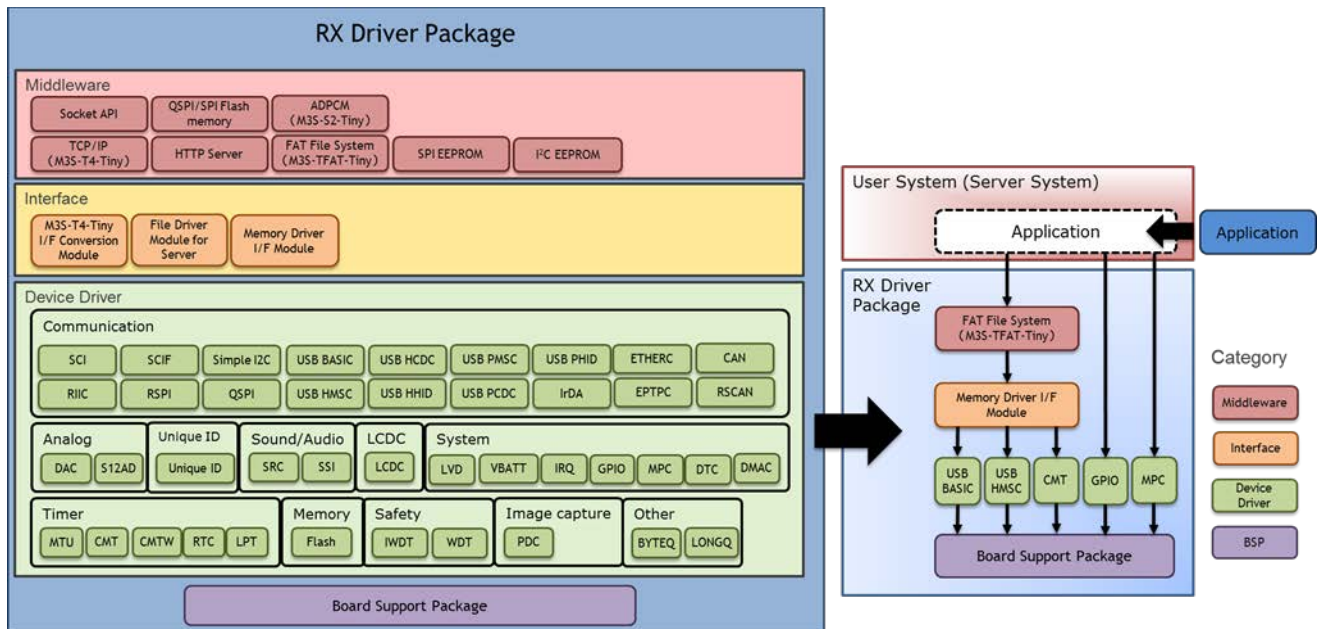 RX Driver Package
Middleware
Socket API
QSPI/SPI Flash
memory
ADPCM
(M3S-S2-Tiny)
TCP/IP
(M3S-T4-Tiny)
HTTP Server
FAT File System
(M3S-TFAT-Tiny)
SPI EEPROM
I²C EEPROM
Interface
M3S-T4-Tiny
I/F Conversion
Module
File Driver
Module for
Server
Memory Driver
I/F Module
Device Driver
Communication
SCI
SCIF
Simple I2C
USB BASIC
USB HCDC
USB PMSC
USB PHID
ETHERC
CAN
RIIC
RSPI
QSPI
USB HMSC
USB HHID
USB PCDC
IrDA
EPTPC
RSCAN
Analog
DAC
S12AD
Unique ID
Unique ID
Sound/Audio
SRC
SSI
LCDC
LCDC
System
LVD
VBATT
IRQ
GPIO
MPC
DTC
DMAC
Timer
MTU
CMT
CMTW
RTC
LPT
Memory
Flash
Safety
IWDT
WDT
Image capture
PDC
Other
BYTEQ
LONGQ
Board Support Package
User System (Server System)
Application
Application
RX Driver
Package
FAT File System
(M3S-TFAT-Tiny)
Memory Driver I/F
Module
USB
BASIC
USB
HMSC
CMT
GPIO
MPC
Board Support Package
Category
Middleware
Interface
Device
Driver
BSP